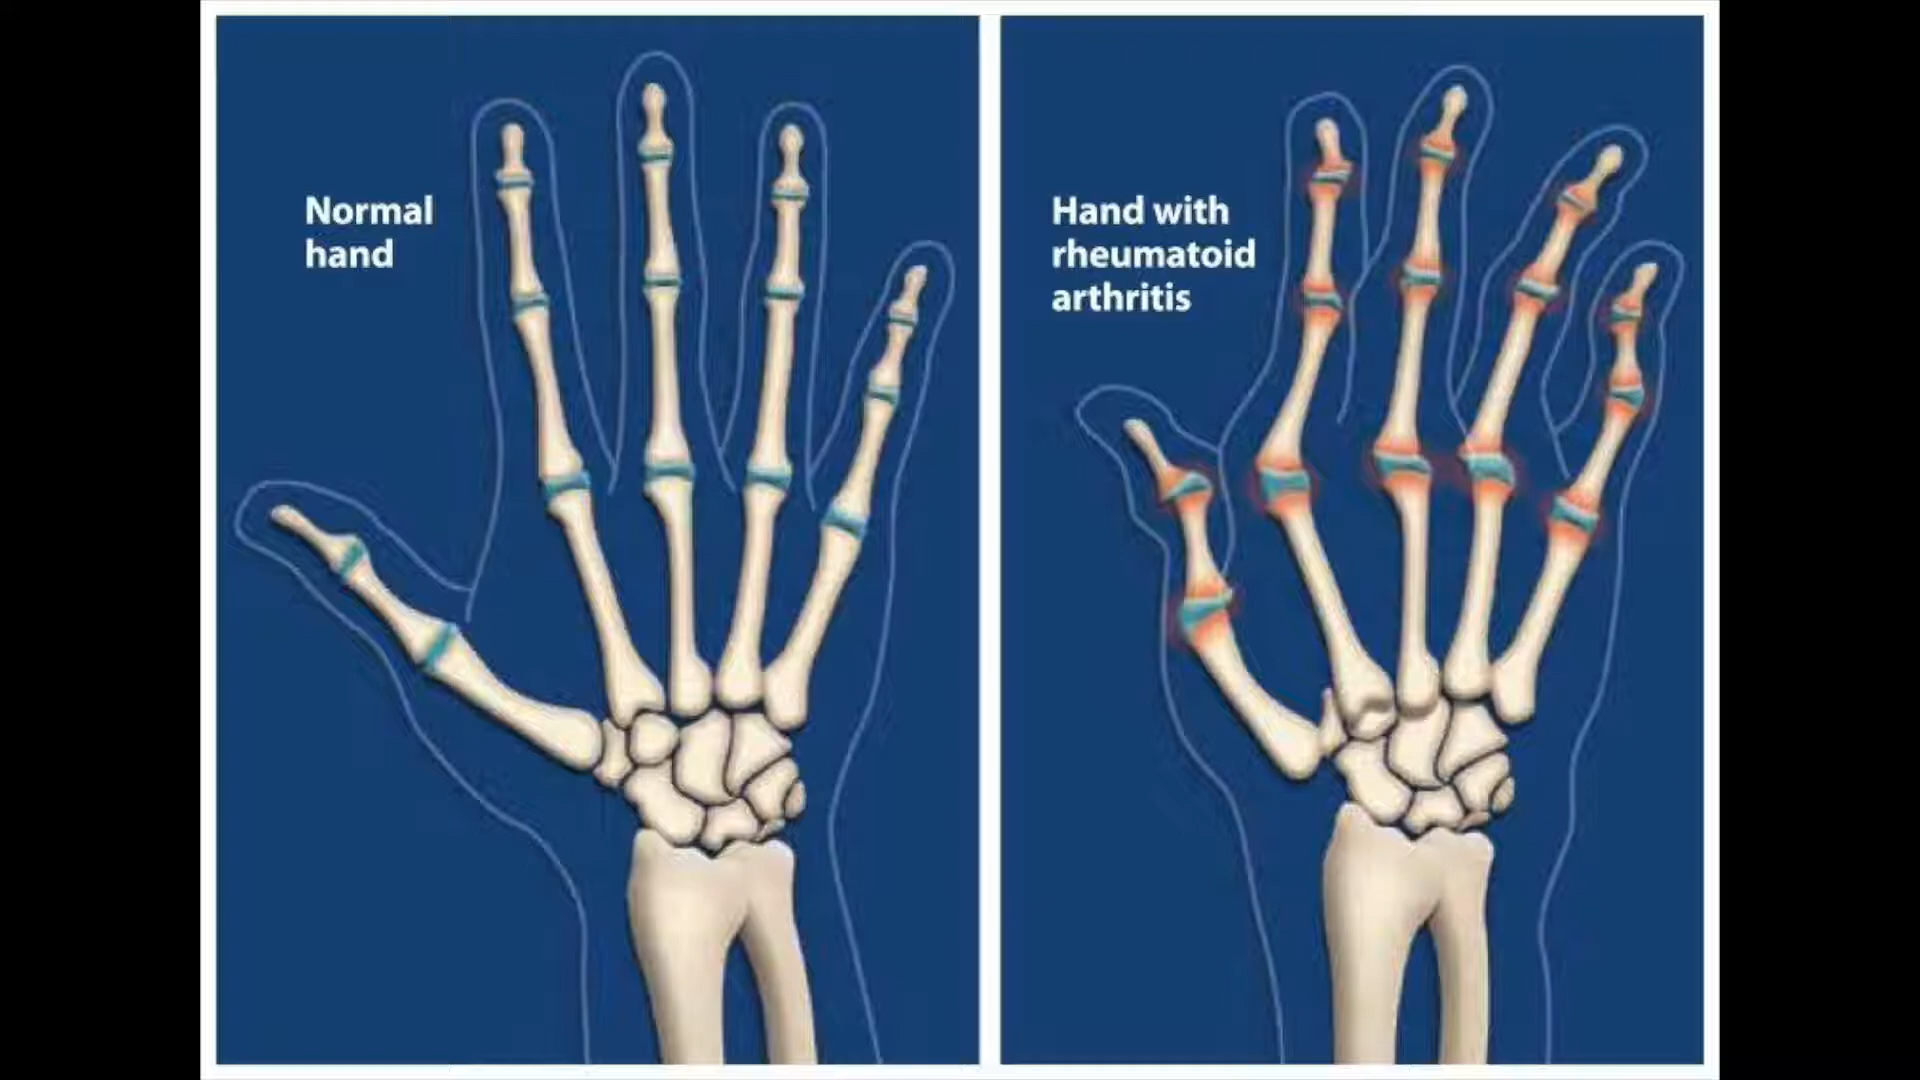 Normal
hand
Hand with
rheumatoid
arthritis